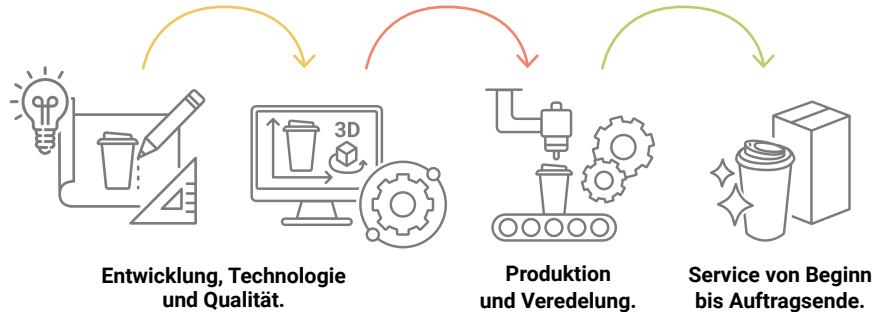 3D
Entwicklung, Technologie
und Qualität.
Produktion
und Veredelung.
Service von Beginn
bis Auftragsende.